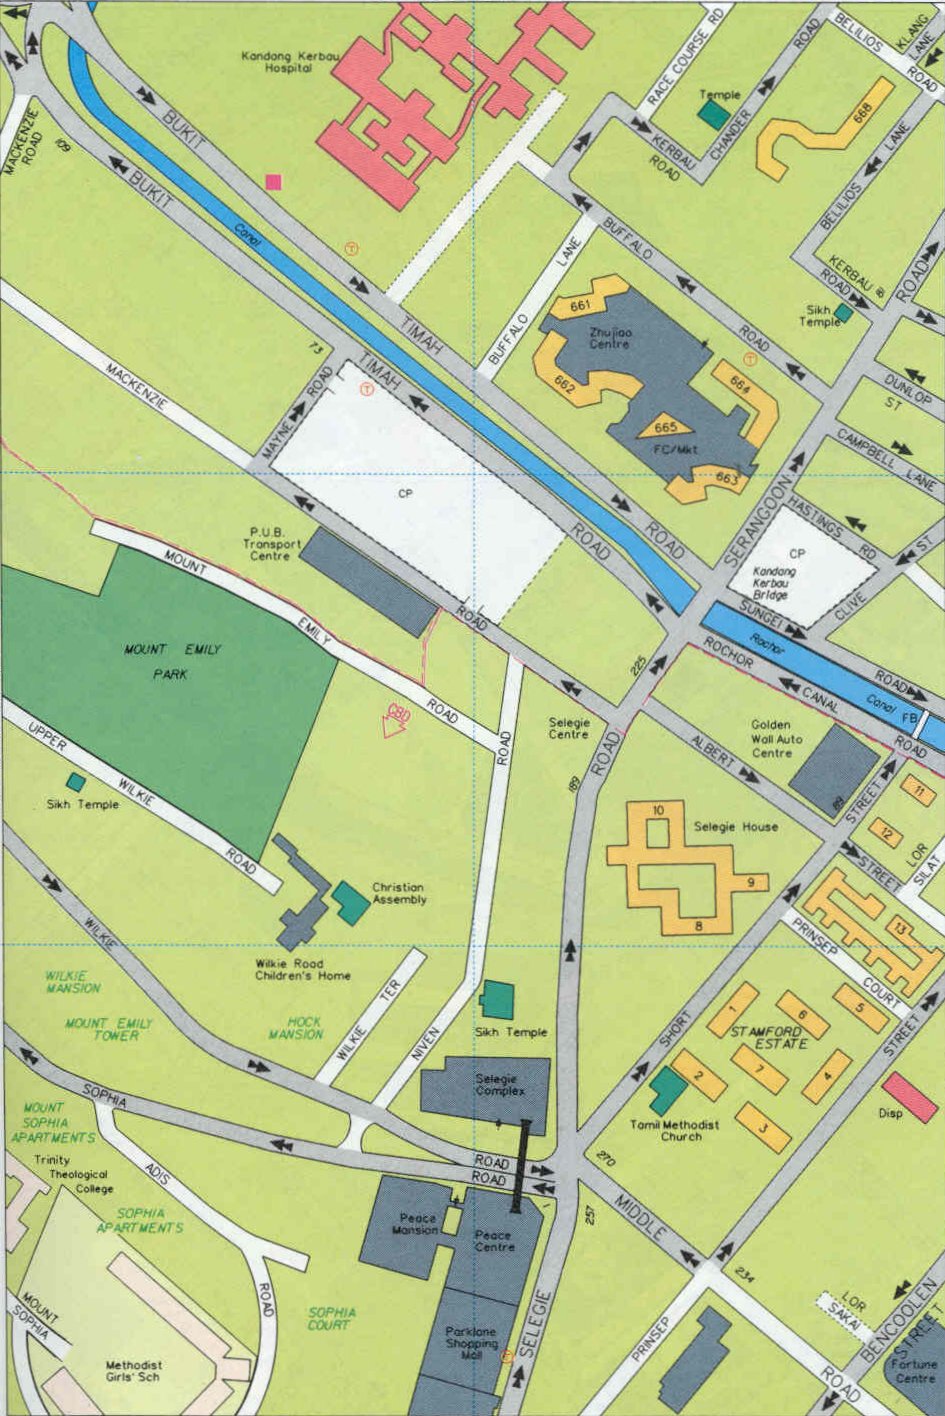 Kandang Kerbau
Hospital
RACE COURSE RD
ROAD
BELILIOS
ROAD
KLANG
LANE
Temple
668
MACKENZIE
ROAD
109
BUKIT
BUKIT
KERBAU
ROAD
CHANDER
BELILIOS
LANE
Canal
T
BUFFALO
LANE
BUFFALO
ROAD
KERBAU
ROAD
ROAD
661
Zhujiao
Centre
Sikh
Temple
TIMAH
TIMAH
73
MAYNE
ROAD
MACKENZIE
T
662
664
T
665
FC/Mkt
663
DUNLOP
ST
CAMPBELL LANE
CP
SERANGOON
HASTINGS
RD
ST
CLIVE
CP
Kandang
Kerbau
Bridge
P.U.B.
Transport
Centre
ROAD
ROAD
ROAD
MOUNT
EMILY
ROAD
MOUNT EMILY
PARK
SUNGEI
ROAD
Rochor
Canal
FB
ROCHOR
CANAL
ROAD
225
CBD
UPPER
WILKIE
ROAD
Sikh Temple
ROAD
Selegie
Centre
ROAD
189
ALBERT
STREET
Golden
Wall Auto
Centre
89
STREET
11
12
LOR
SILAT
10
Selegie House
9
8
Christian
Assembly
Wilkie Road
Children's Home
WILKIE
WILKIE
MANSION
MOUNT EMILY
TOWER
HOCK
MANSION
WILKIE
TER
NIVEN
Sikh Temple
13
PRINSEP
COURT
STREET
SHORT
1
6
5
STAMFORD
ESTATE
2
7
4
3
Disp
Tamil Methodist
Church
Selegie
Complex
SOPHIA
ROAD
ROAD
MOUNT
SOPHIA
APARTMENTS
Trinity
Theological
College
ADIS
ROAD
SOPHIA
APARTMENTS
Peace
Mansion
Peace
Centre
270
257
MIDDLE
ROAD
234
MOUNT
SOPHIA
SOPHIA
COURT
Methodist
Girls' Sch
Parklane
Shopping
Mall
SELEGIE
PRINSEP
LOR
SAKAI
BENCOOLEN
STREET
Fortune
Centre